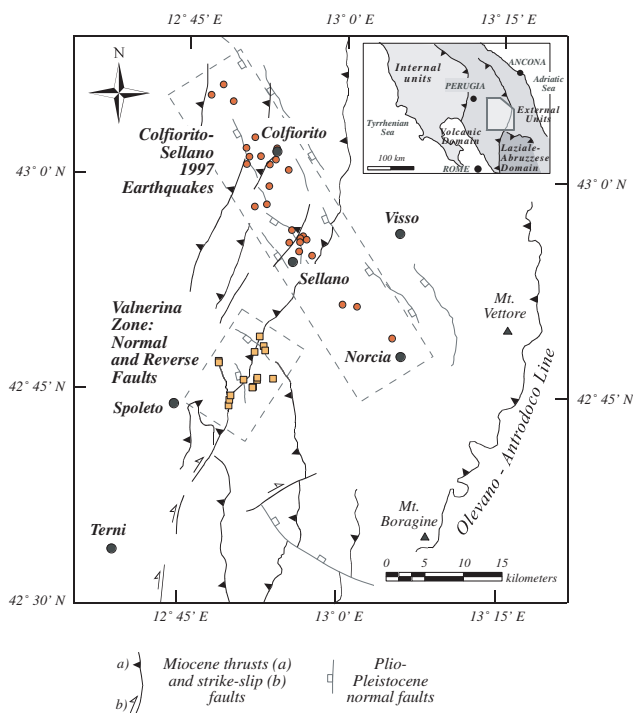 12° 45' E
13° 00' E
13° 15' E
N
Colfiorito-
Sellano
1997
Earthquakes
Colfiorito
43° 0' N
43° 0' N
Internal
units
ANCONA
PERUGIA
Adriatic
Sea
External
Units
Tyrrhenian
Sea
Volcanic
Domain
Laziale-
Abruzzese
Domain
100 km
ROME
Visso
Sellano
Mt.
Vettore
Valnerina
Zone:
Normal
and Reverse
Faults
Norcia
42° 45' N
42° 45' N
Spoleto
Olevano - Antrodoco Line
Mt.
Boragine
Terni
0 5 10 15
kilometers
42° 30' N
12° 45' E
13° 0' E
13° 15' E
a)
b)
Miocene thrusts (a)
and strike-slip (b)
faults
Plio-
Pleistocene
normal faults